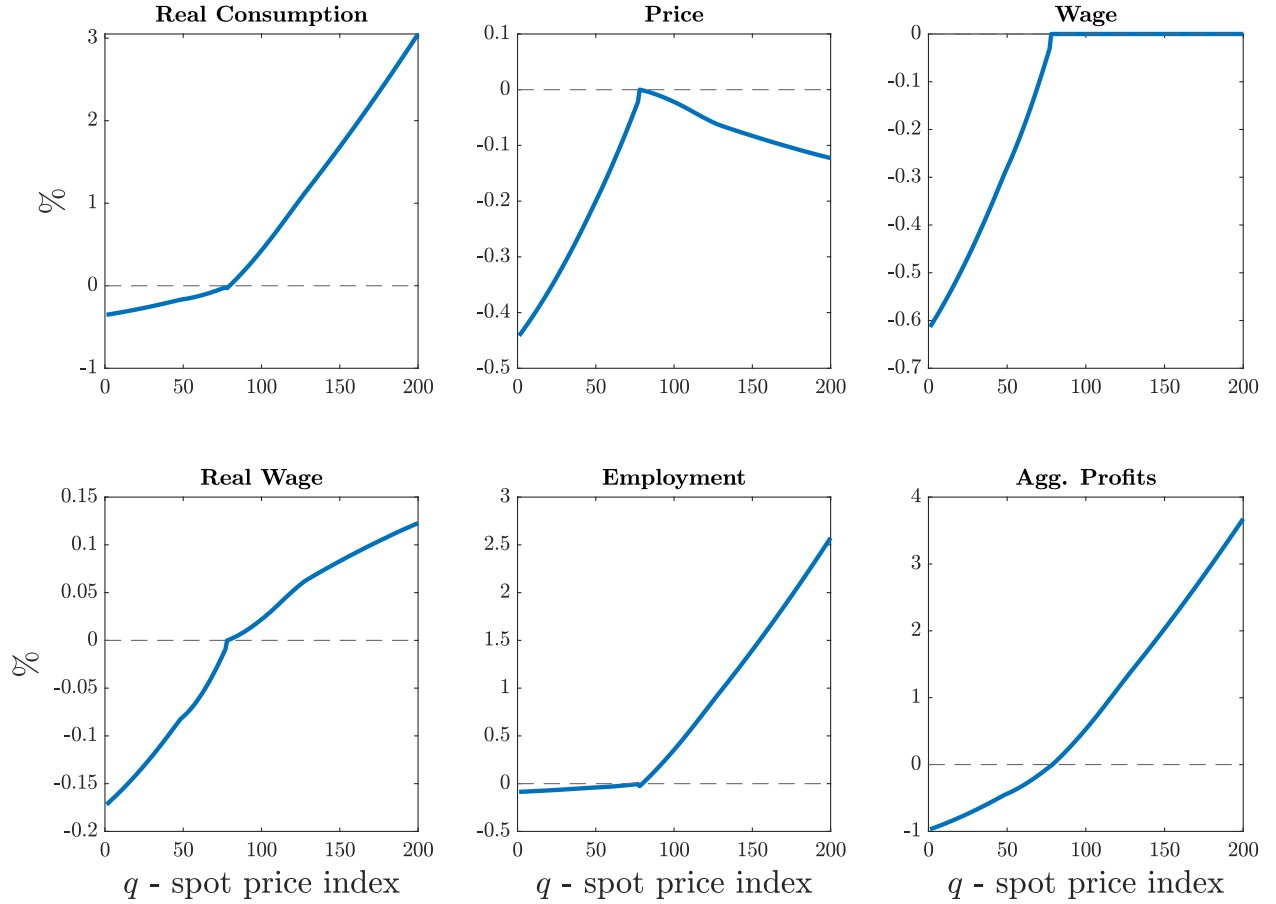 Real Consumption
Price
Wage
3
2
1
0
-1
%
0 50 100 150 200
0.1
0
-0.1
-0.2
-0.3
-0.4
-0.5
0 50 100 150 200
0
-0.1
-0.2
-0.3
-0.4
-0.5
-0.6
-0.7
0 50 100 150 200
Real Wage
Employment
Agg. Profits
0.15
0.1
0.05
0
-0.05
-0.1
-0.15
-0.2
%
0 50 100 150 200
q - spot price index
3
2.5
2
1.5
1
0.5
0
-0.5
0 50 100 150 200
q - spot price index
4
3
2
1
0
-1
0 50 100 150 200
q - spot price index